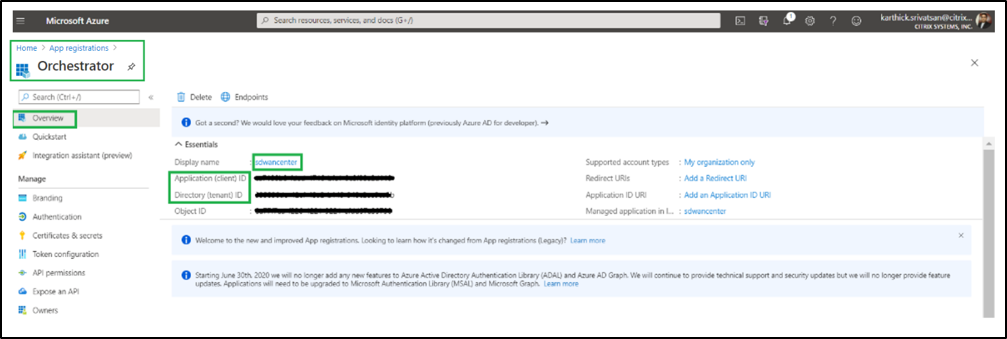 Microsoft Azure
Search resources, services, and docs (G+/)
1
karthick.srivatsan@citrix...
CITRIX SYSTEMS, INC.
Home > App registrations >
Orchestrator
Search (Ctrl+/)
«
Delete
Endpoints
Overview
Quickstart
Integration assistant (preview)
Manage
Branding
Authentication
Certificates & secrets
Token configuration
API permissions
Expose an API
Owners
Got a second? We would love your feedback on Microsoft identity platform (previously Azure AD for developer). →
Essentials
Display name : sdwancenter
Application (client) ID
Directory (tenant) ID
Object ID :
Supported account types : My organization only
Redirect URIs : Add a Redirect URI
Application ID URI : Add an Application ID URI
Managed application in l... : sdwancenter
Welcome to the new and improved App registrations. Looking to learn how it's changed from App registrations (Legacy)? Learn more
Starting June 30th, 2020 we will no longer add any new features to Azure Active Directory Authentication Library (ADAL) and Azure AD Graph. We will continue to provide technical support and security updates but we will no longer provide feature
updates. Applications will need to be upgraded to Microsoft Authentication Library (MSAL) and Microsoft Graph. Learn more